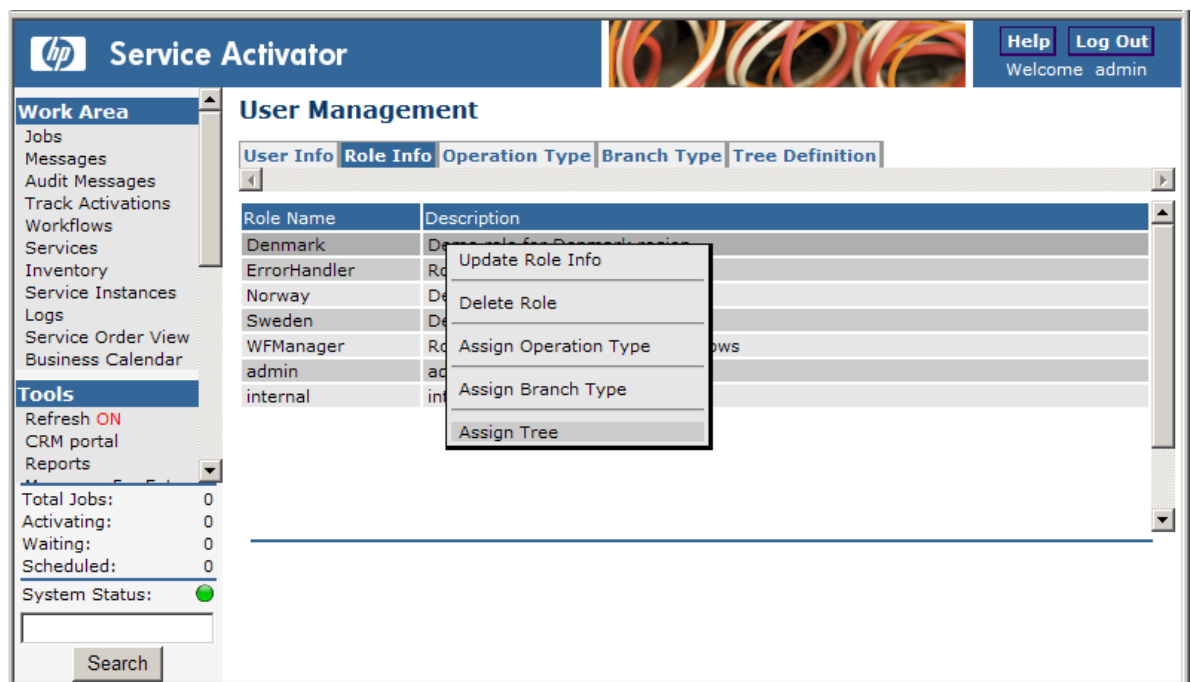 hp Service Activator
Help Log Out
Welcome admin
Work Area
Jobs
Messages
Audit Messages
Track Activations
Workflows
Services
Inventory
Service Instances
Logs
Service Order View
Business Calendar
Tools
Refresh ON
CRM portal
Reports
Total Jobs: 0
Activating: 0
Waiting: 0
Scheduled: 0
System Status:
Search
User Management
User Info Role Info Operation Type Branch Type Tree Definition
Role Name Description
Denmark
ErrorHandler
Norway
Sweden
WFManager
admin
internal
Update Role Info
Delete Role
Assign Operation Type
Assign Branch Type
Assign Tree